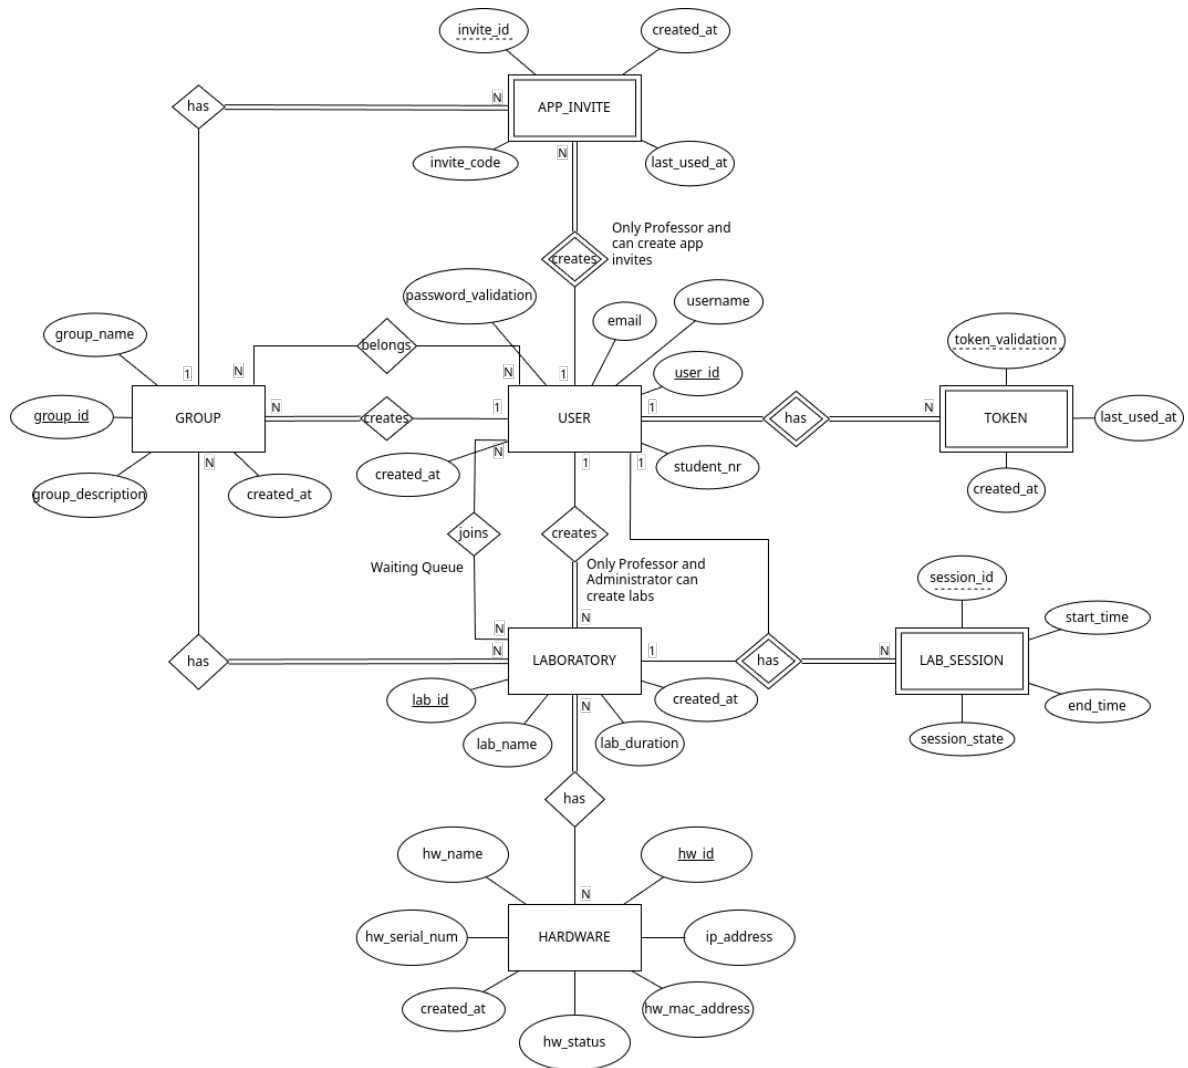 invite_id
created_at
has
N
APP_INVITE
invite_code
N
last_used_at
Only Professor and
can create app
invites
creates
password_validation
username
email
group_name
belongs
token_validation
1
N
N
1
user_id
group_id
GROUP
N
creates
1
USER
1
has
N
TOKEN
last_used_at
created_at
N
N
1
1
student_nr
created_at
group_description
created_at
joins
creates
Waiting Queue
Only Professor and
Administrator can
create labs
session_id
start_time
N
N
has
N
LABORATORY
1
has
N
LAB_SESSION
lab_id
created_at
end_time
N
lab_name
lab_duration
session_state
has
hw_name
hw_id
N
hw_serial_num
HARDWARE
ip_address
created_at
hw_mac_address
hw_status